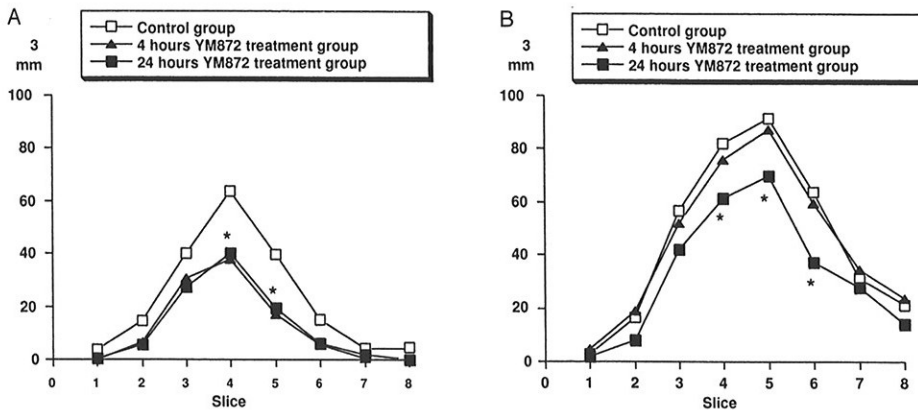 A
3
mm
Control group
4 hours YM872 treatment group
24 hours YM872 treatment group
100
80
60
40
20
0
*
*
0 1 2 3 4 5 6 7 8
Slice
B
3
mm
Control group
4 hours YM872 treatment group
24 hours YM872 treatment group
100
80
60
40
20
0
*
*
*
0 1 2 3 4 5 6 7 8
Slice